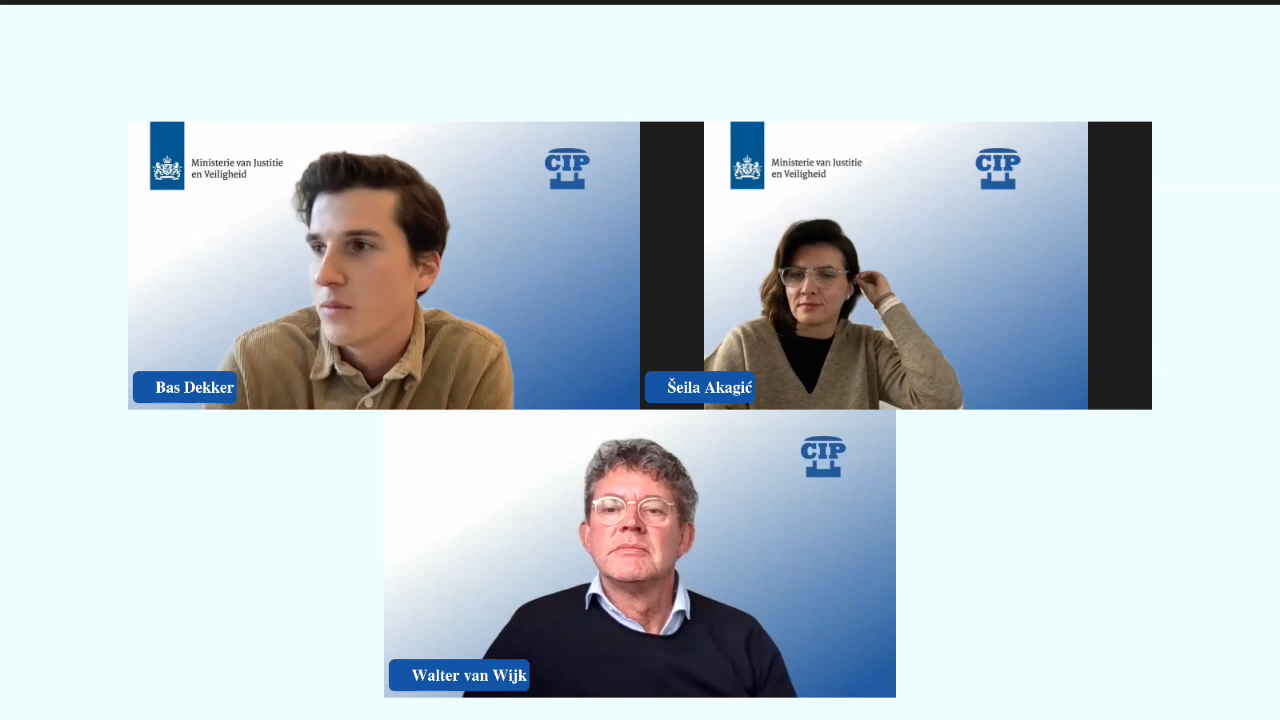 Ministerie van Justitie
en Veiligheid
CIP
Bas Dekker
Ministerie van Justitie
en Veiligheid
CIP
Šeila Akagić
CIP
Walter van Wijk